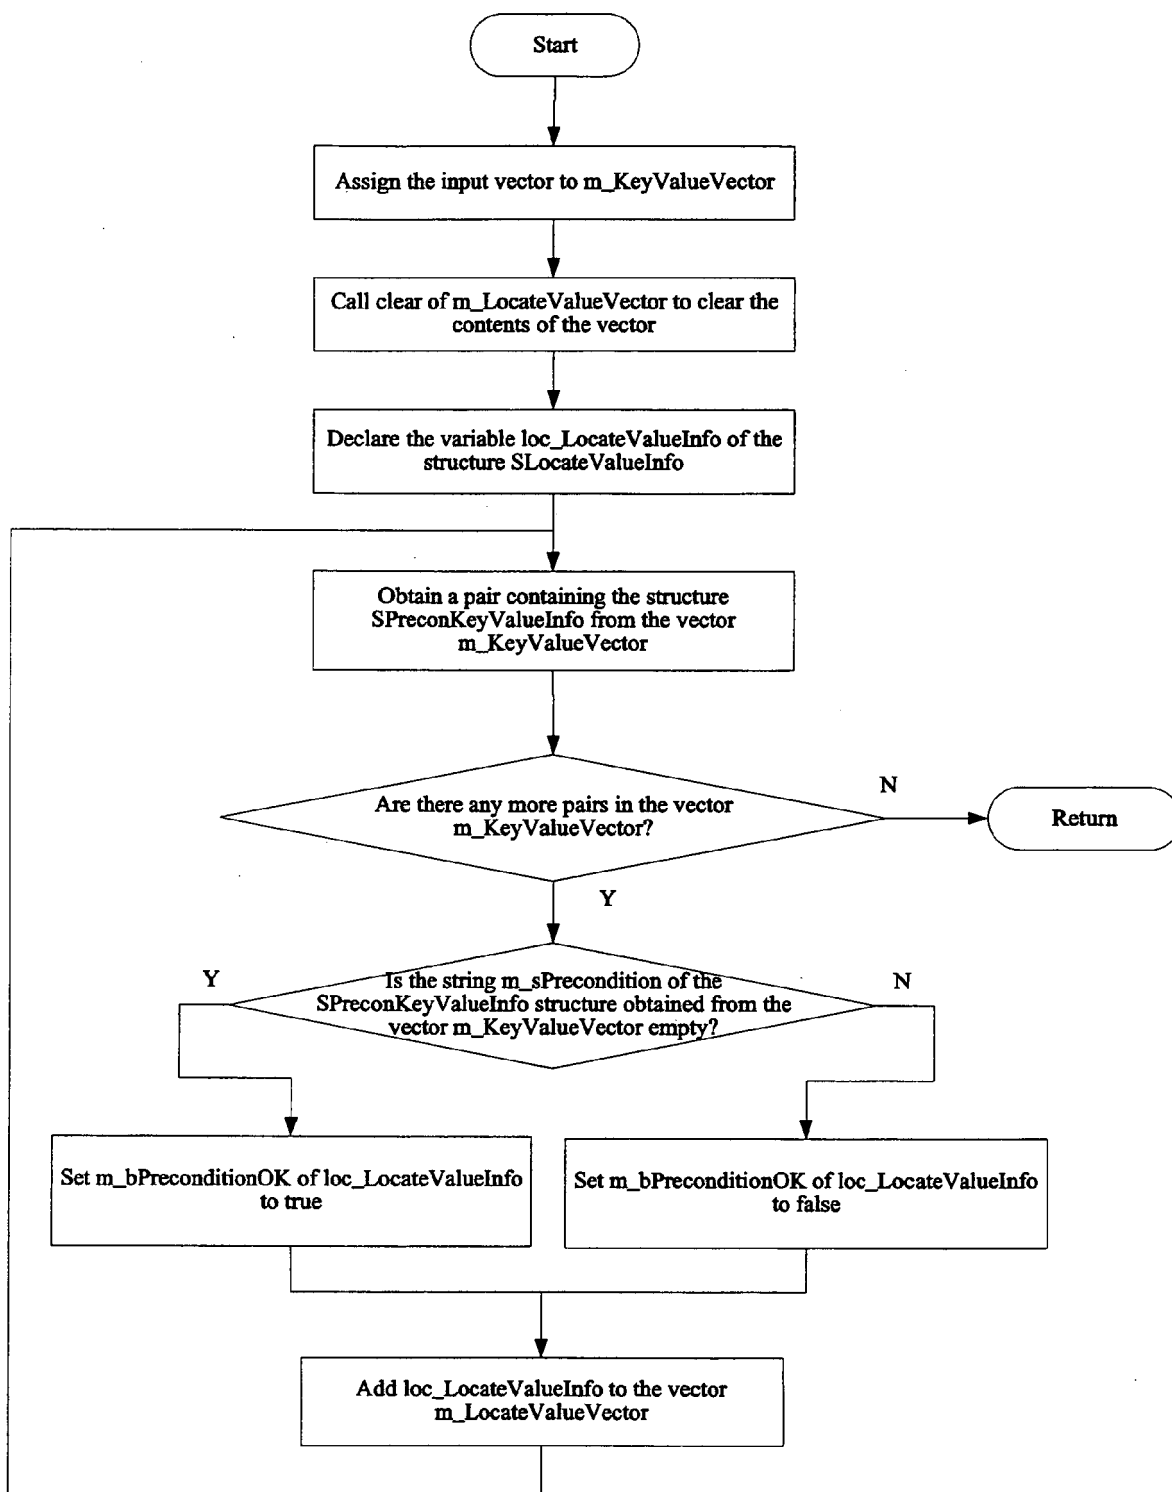 Start
Assign the input vector to m_KeyValueVector
Call clear of m_LocateValueVector to clear the
contents of the vector
Declare the variable loc_LocateValueInfo of the
structure SLocateValueInfo
Obtain a pair containing the structure
SPreconKeyValueInfo from the vector
m_KeyValueVector
Are there any more pairs in the vector
m_KeyValueVector?
N
Return
Y
Y
Is the string m_sPrecondition of the
SPreconKeyValueInfo structure obtained from the
vector m_KeyValueVector empty?
N
Set m_bPreconditionOK of loc_LocateValueInfo
to true
Set m_bPreconditionOK of loc_LocateValueInfo
to false
Add loc_LocateValueInfo to the vector
m_LocateValueVector